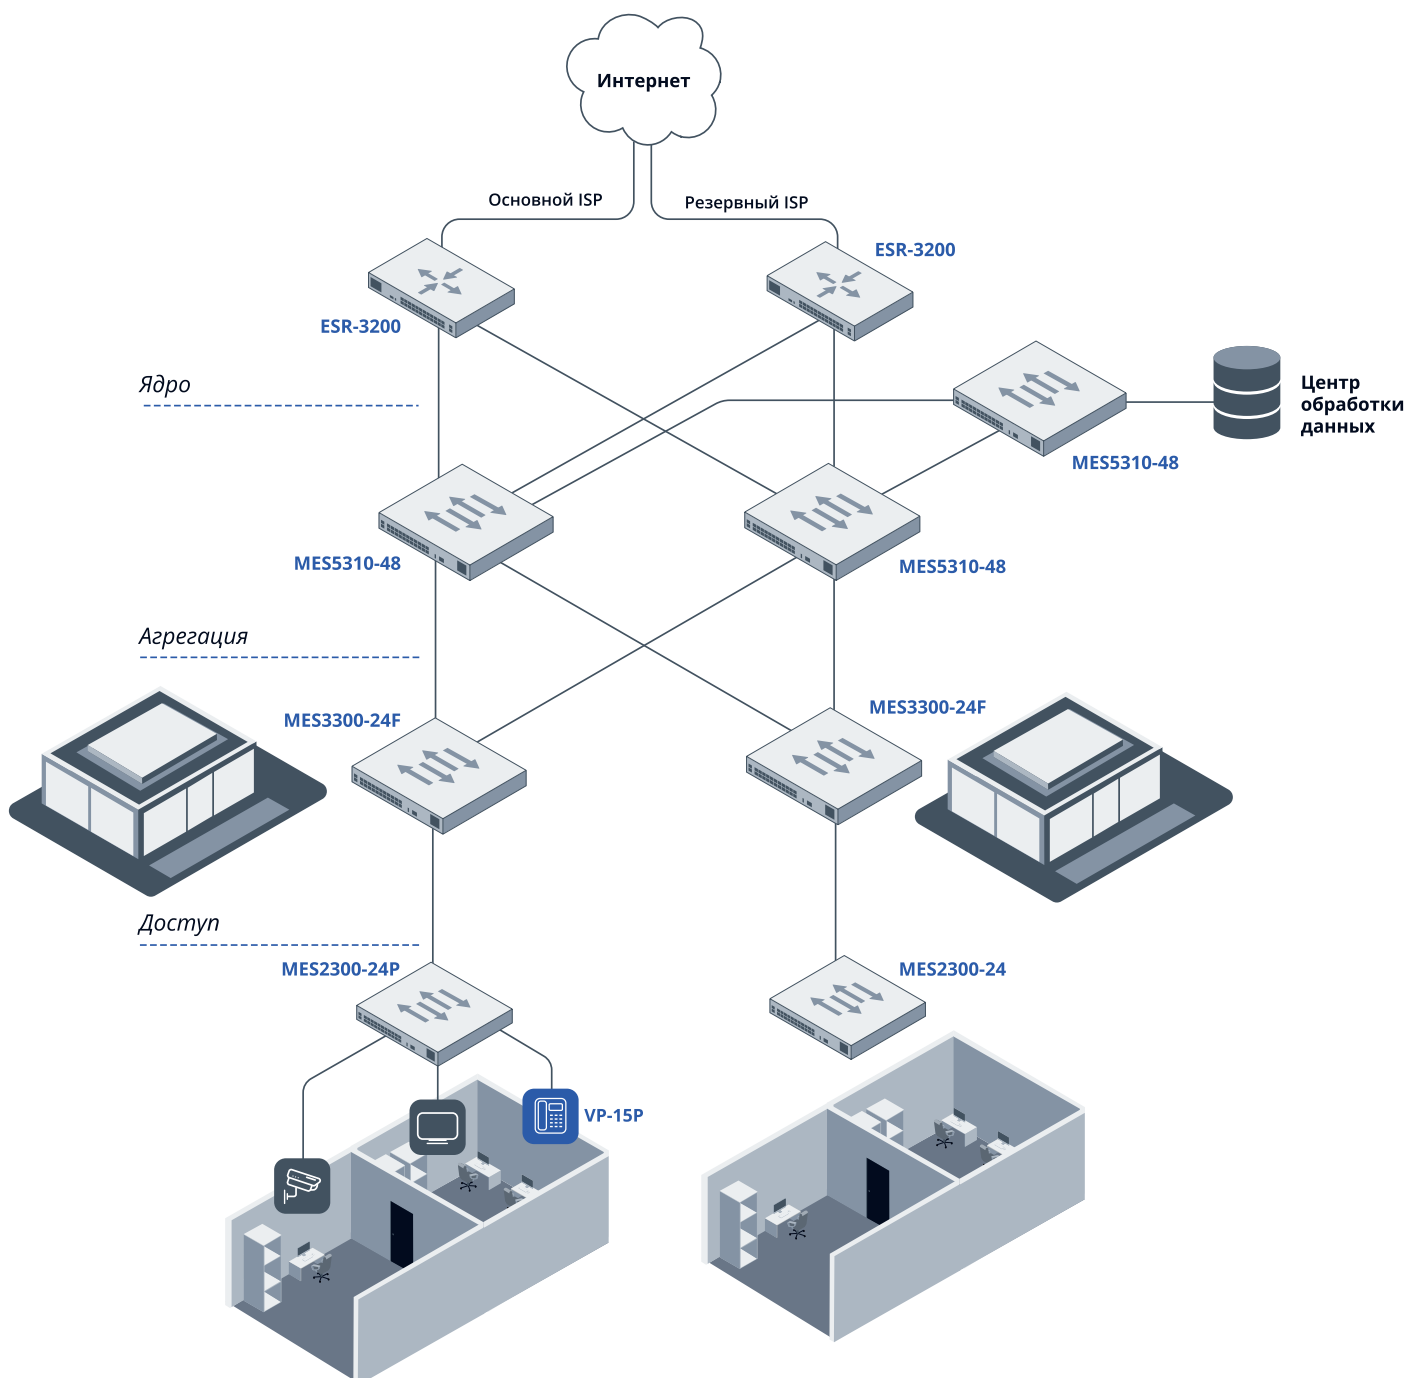 Интернет
Основной ISP
Резервный ISP
ESR-3200
ESR-3200
Ядро
Центр
обработки
данных
MES5310-48
MES5310-48
MES5310-48
Агрегация
MES3300-24F
MES3300-24F
Доступ
MES2300-24P
MES2300-24
VP-15P